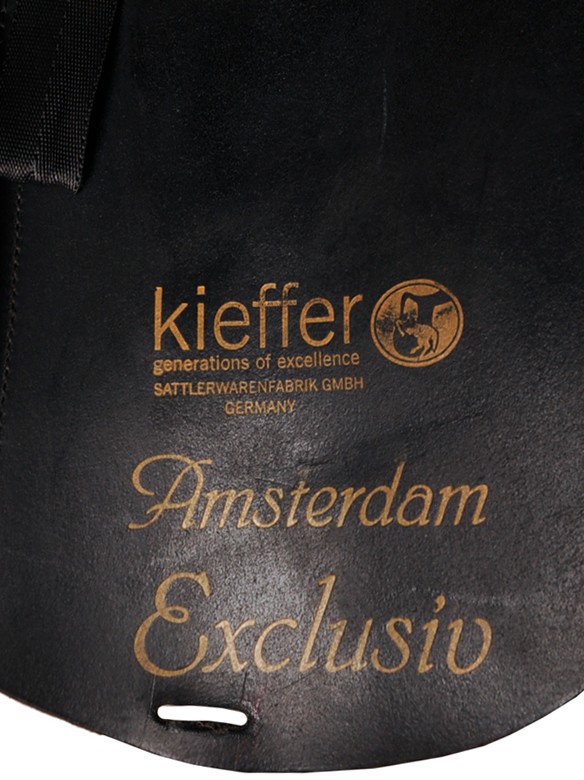 kieffer
generations of excellence
SATTLERWARENFABRIK GMBH
GERMANY
Amsterdam
Exclusiv